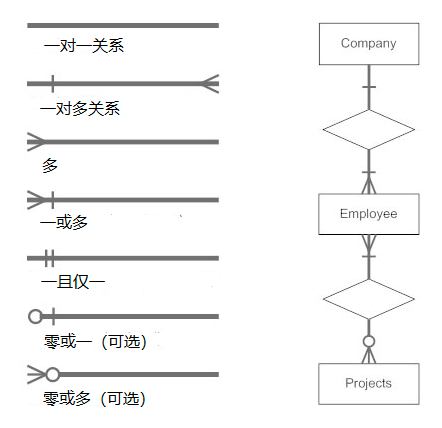 一对一关系
一对多关系
多
一或多
一且仅一
零或一（可选）
零或多（可选）
Company
Employee
Projects